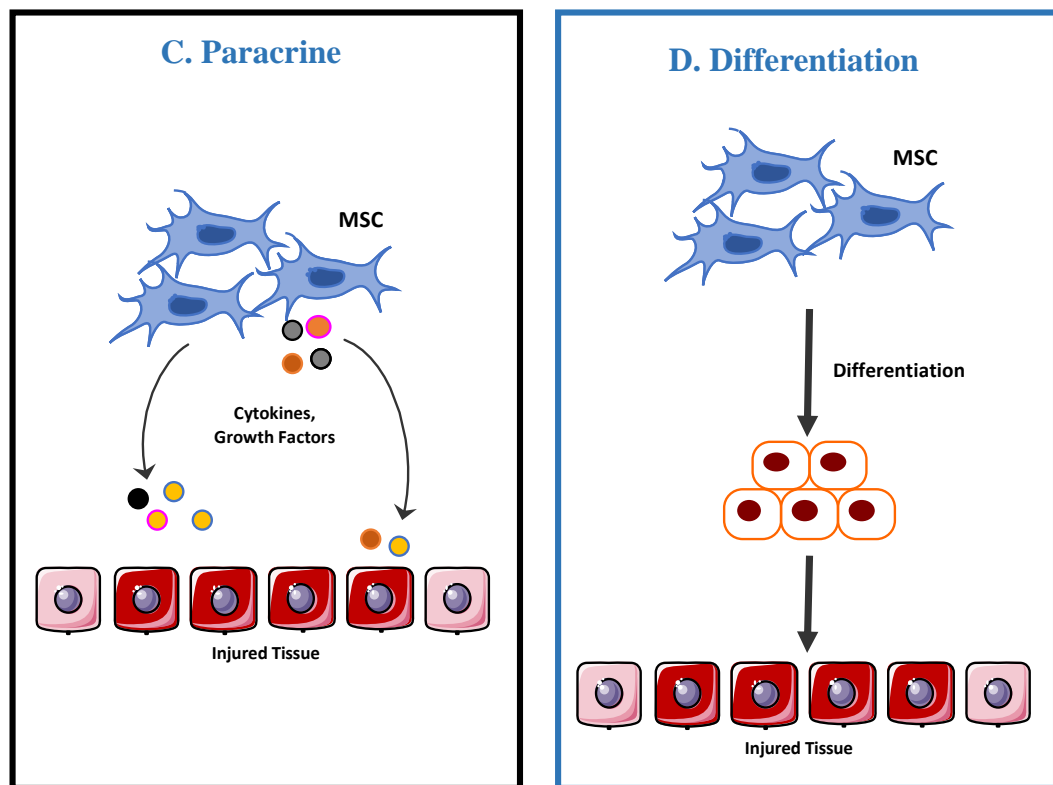 C. Paracrine
MSC
Cytokines,
Growth Factors
Injured Tissue
D. Differentiation
MSC
Differentiation
Injured Tissue